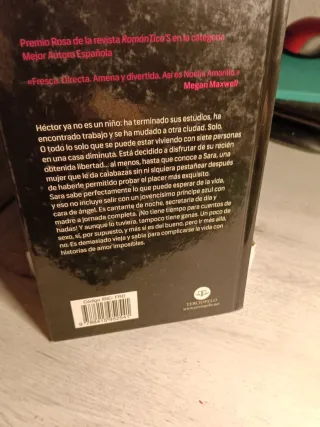 Premio Rosa de la revista RománTica'S en la categoría
Mejor Autora Española
«Fresca. Directa. Amena y divertida. Así es Noelia Amarillo.»
Megan Maxwell
Héctor ya no es un niño: ha terminado sus estudios, ha
encontrado trabajo y se ha mudado a otra ciudad. Solo.
O todo lo solo que se puede estar viviendo con siete personas
en una casa diminuta. Está decidido a disfrutar de su recién
obtenida libertad... al menos, hasta que conoce a Sara, una
mujer que le da calabazas sin ni siquiera pestañear después
de haberle permitido probar el placer más exquisito.
Sara sabe perfectamente lo que puede esperar de la vida,
y eso no incluye salir con un jovencísimo príncipe azul con
cara de ángel. Es cantante de noche, secretaria de día y
madre a jornada completa. ¡No tiene tiempo para cuentos de
hadas! Y aunque lo tuviera, tampoco tiene ganas. Un poco de
sexo, sí, por supuesto, y más si es del bueno, pero ir más allá,
no. Es demasiado vieja y sabia para complicarse la vida con
historias de amor imposibles.
Código IBIC: FRD
TERCIOPELO